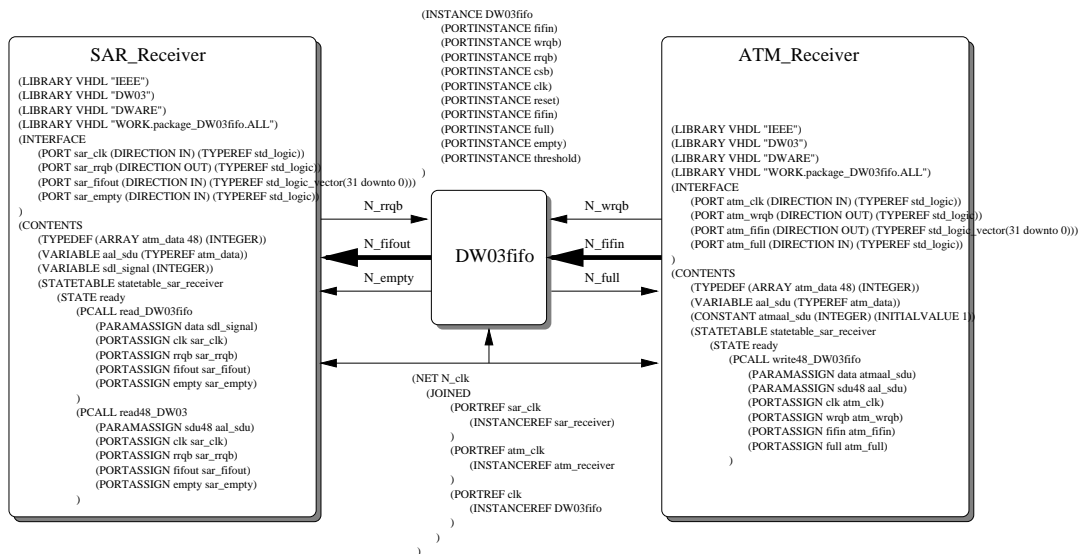 SAR_Receiver
(LIBRARY VHDL "IEEE")
(LIBRARY VHDL "DW03")
(LIBRARY VHDL "DWARE")
(LIBRARY VHDL "WORK.package_DW03fifo.ALL")
(INTERFACE
(PORT sar_clk (DIRECTION IN) (TYPEREF std_logic))
(PORT sar_rrqb (DIRECTION OUT) (TYPEREF std_logic))
(PORT sar_fifout (DIRECTION IN) (TYPEREF std_logic_vector(31 downto 0)))
(PORT sar_empty (DIRECTION IN) (TYPEREF std_logic))
)
(CONTENTS
(TYPEDEF (ARRAY atm_data 48) (INTEGER))
(VARIABLE aal_sdu (TYPEREF atm_data))
(VARIABLE sdl_signal (INTEGER))
(STATETABLE statetable_sar_receiver
(STATE ready
(PCALL read_DW03fifo
(PARAMASSIGN data sdl_signal)
(PORTASSIGN clk sar_clk)
(PORTASSIGN rrqb sar_rrqb)
(PORTASSIGN fifout sar_fifout)
(PORTASSIGN empty sar_empty)
)
(PCALL read48_DW03
(PARAMASSIGN sdu48 aal_sdu)
(PORTASSIGN clk sar_clk)
(PORTASSIGN rrqb sar_rrqb)
(PORTASSIGN fifout sar_fifout)
(PORTASSIGN empty sar_empty)
)
(INSTANCE DW03fifo
(PORTINSTANCE fifin)
(PORTINSTANCE wrqb)
(PORTINSTANCE rrqb)
(PORTINSTANCE csb)
(PORTINSTANCE clk)
(PORTINSTANCE reset)
(PORTINSTANCE fifin)
(PORTINSTANCE full)
(PORTINSTANCE empty)
(PORTINSTANCE threshold)
)
N_rrqb
N_fifout
N_empty
DW03fifo
N_wrqb
N_fifin
N_full
(NET N_clk
(JOINED
(PORTREF sar_clk
(INSTANCEREF sar_receiver)
)
(PORTREF atm_clk
(INSTANCEREF atm_receiver
)
(PORTREF clk
(INSTANCEREF DW03fifo
)
)
)
ATM_Receiver
(LIBRARY VHDL "IEEE")
(LIBRARY VHDL "DW03")
(LIBRARY VHDL "DWARE")
(LIBRARY VHDL "WORK.package_DW03fifo.ALL")
(INTERFACE
(PORT atm_clk (DIRECTION IN) (TYPEREF std_logic))
(PORT atm_wrqb (DIRECTION OUT) (TYPEREF std_logic))
(PORT atm_fifin (DIRECTION OUT) (TYPEREF std_logic_vector(31 downto 0)))
(PORT atm_full (DIRECTION IN) (TYPEREF std_logic))
)
(CONTENTS
(TYPEDEF (ARRAY atm_data 48) (INTEGER))
(VARIABLE aal_sdu (TYPEREF atm_data))
(CONSTANT atmaal_sdu (INTEGER) (INITIALVALUE 1))
(STATETABLE statetable_sar_receiver
(STATE ready
(PCALL write48_DW03fifo
(PARAMASSIGN data atmaal_sdu)
(PARAMASSIGN sdu48 aal_sdu)
(PORTASSIGN clk atm_clk)
(PORTASSIGN wrqb atm_wrqb)
(PORTASSIGN fifin atm_fifin)
(PORTASSIGN full atm_full)
)